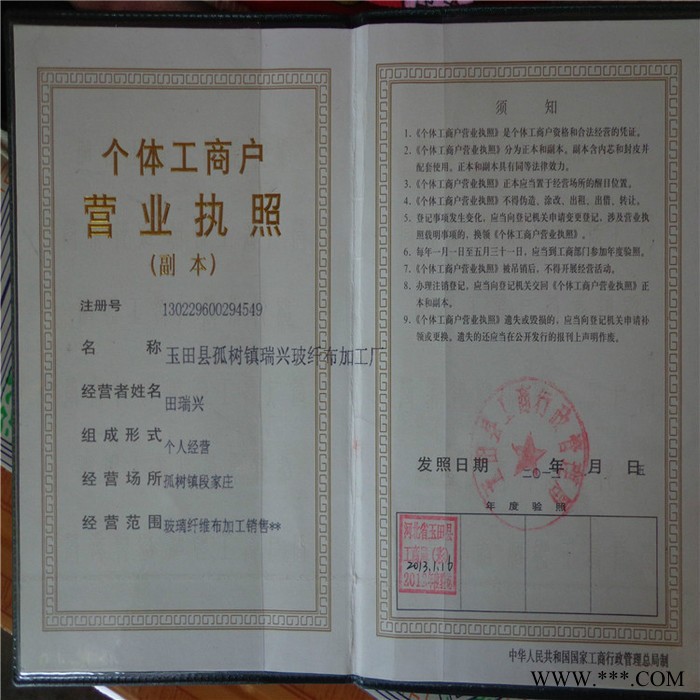 个体工商户
营业执照
(副本)
注册号 130229600294549
名 称 玉田县孤树镇瑞兴玻纤布加工厂
经营者姓名 田瑞兴
组成形式 个人经营
经营场所 孤树镇段家庄
经营范围 玻璃纤维布加工销售**
须 知
1.《个体工商户营业执照》是个体工商户资格和合法经营的凭证。
2.《个体工商户营业执照》分为正本和副本。副本含内芯和封皮并
配套使用。正本和副本具有同等法律效力。
3.《个体工商户营业执照》正本应当置于经营场所的醒目位置。
4.《个体工商户营业执照》不得伪造、涂改、出租、出借、转让。
5.登记事项发生变化，应当向登记机关申请变更登记，涉及营业执
照载明事项的，换领《个体工商户营业执照》。
6.每年一月一日至五月三十一日，应当到工商部门参加年度验照。
7.《个体工商户营业执照》被吊销后，不得开展经营活动。
8.办理注销登记，应当向登记机关交回《个体工商户营业执照》正
本和副本。
9.《个体工商户营业执照》遗失或毁损的，应当向登记机关申请补
领或更换。遗失的还应当在公开发行的报刊上声明作废。
玉田县工商行政管理局
发照日期 年 月 日
年 度 验 照
河北省玉田县
2013.1.16
中华人民共和国国家工商行政管理总局制
www.***.com